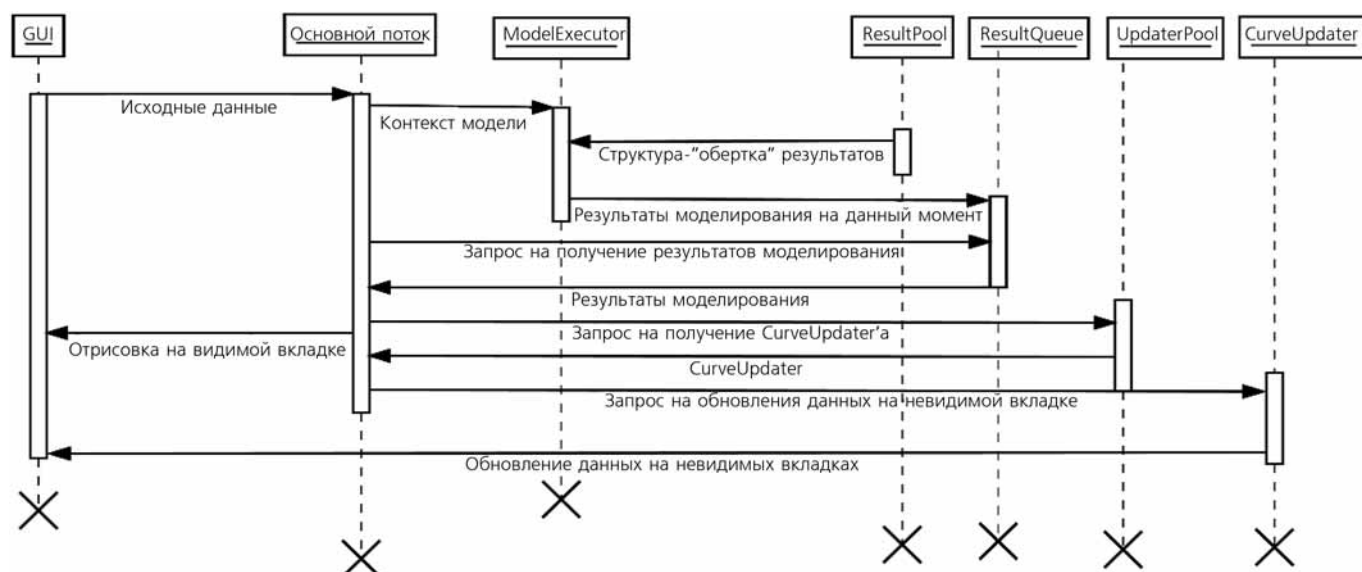 GUI
Основной поток
ModelExecutor
ResultPool
ResultQueue
UpdaterPool
CurveUpdater
Исходные данные
Контекст модели
Структура-"обертка" результатов
Результаты моделирования на данный момент
Запрос на получение результатов моделирования
Результаты моделирования
Запрос на получение CurveUpdater'а
Отрисовка на видимой вкладке
CurveUpdater
Запрос на обновления данных на невидимой вкладке
Обновление данных на невидимых вкладках